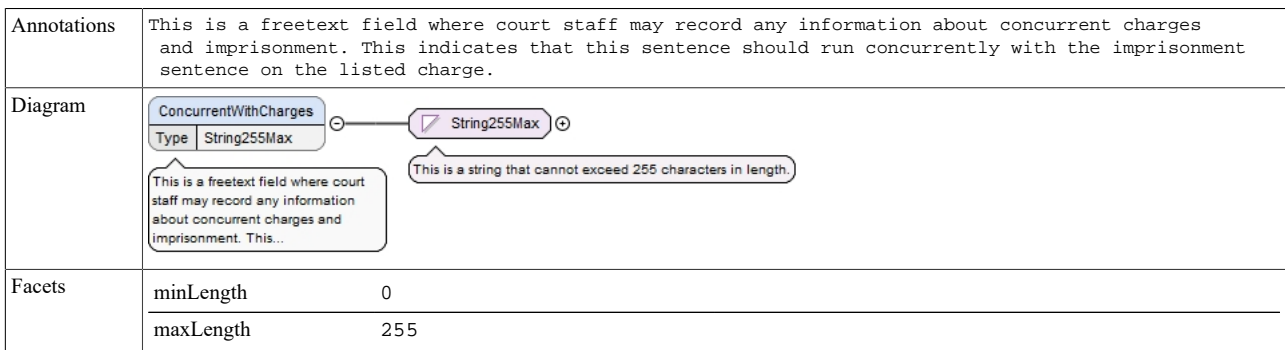 Annotations
This is a freetext field where court staff may record any information about concurrent charges
and imprisonment. This indicates that this sentence should run concurrently with the imprisonment
sentence on the listed charge.
Diagram
ConcurrentWithCharges
Type String255Max
String255Max
This is a string that cannot exceed 255 characters in length.
This is a freetext field where court
staff may record any information
about concurrent charges and
imprisonment. This...
Facets
minLength 0
maxLength 255